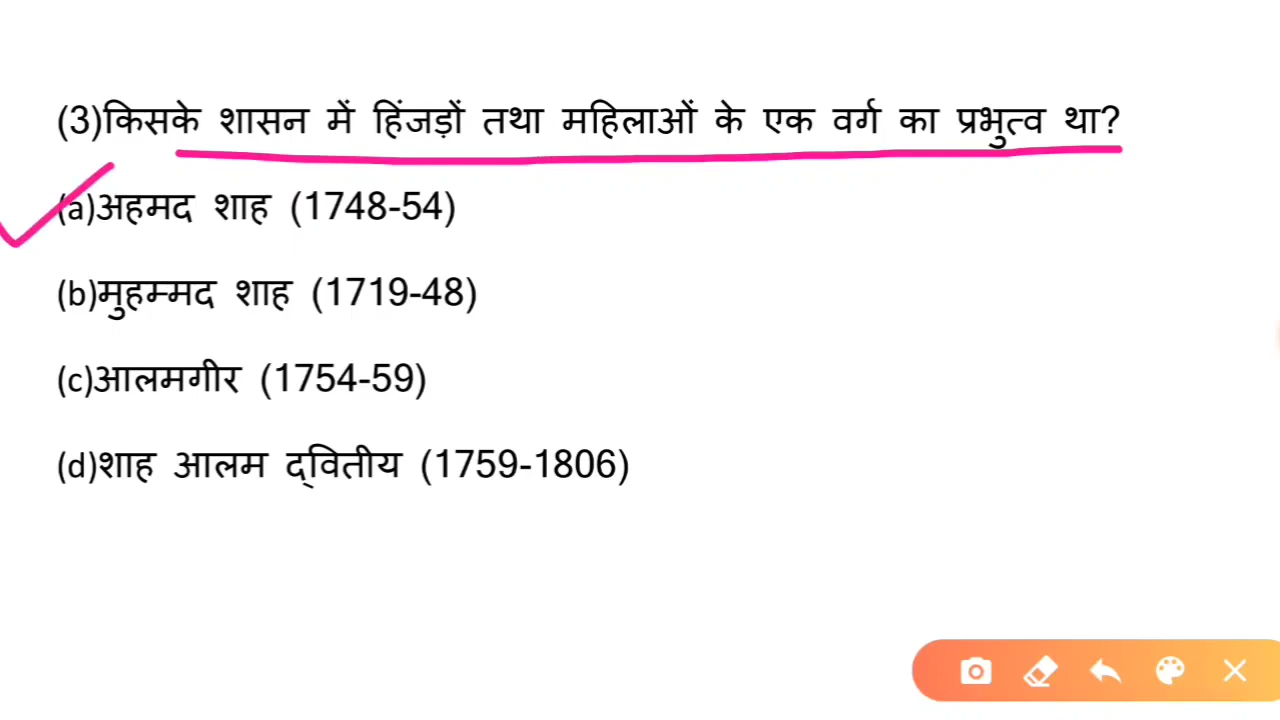 (3)किसके शासन में हिंजड़ों तथा महिलाओं के एक वर्ग का प्रभुत्व था?
(a)अहमद शाह (1748-54)
(b)मुहम्मद शाह (1719-48)
(c)आलमगीर (1754-59)
(d)शाह आलम द्वितीय (1759-1806)